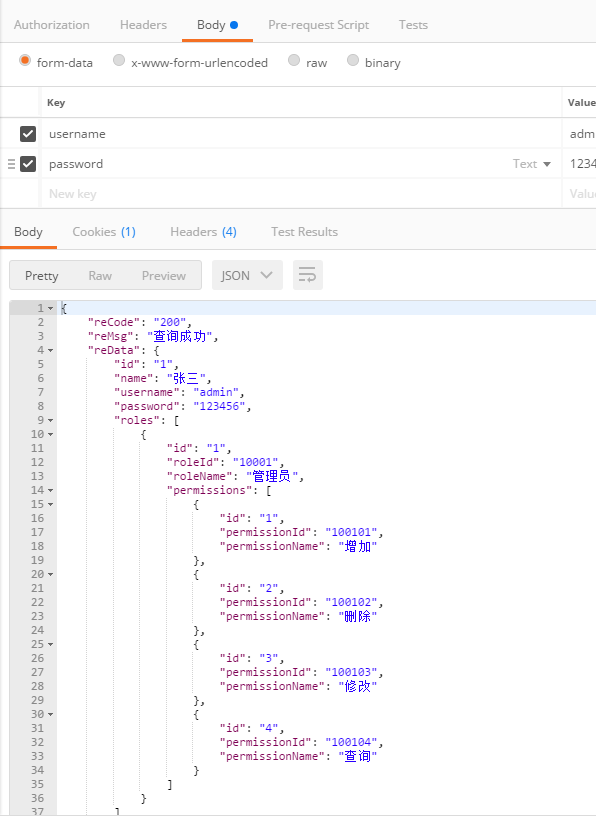 Authorization Headers Body Pre-request Script Tests
form-data x-www-form-urlencoded raw binary
Key Value
username adm
password Text 1234
New key Valu
Body Cookies (1) Headers (4) Test Results
Pretty Raw Preview JSON
1 {
2 "reCode": "200",
3 "reMsg": "查询成功",
4 "reData": {
5 "id": "1",
6 "name": "张三",
7 "username": "admin",
8 "password": "123456",
9 "roles": [
10 {
11 "id": "1",
12 "roleId": "10001",
13 "roleName": "管理员",
14 "permissions": [
15 {
16 "id": "1",
17 "permissionId": "100101",
18 "permissionName": "增加"
19 },
20 {
21 "id": "2",
22 "permissionId": "100102",
23 "permissionName": "删除"
24 },
25 {
26 "id": "3",
27 "permissionId": "100103",
28 "permissionName": "修改"
29 },
30 {
31 "id": "4",
32 "permissionId": "100104",
33 "permissionName": "查询"
34 }
35 ]
36 }
37 ]